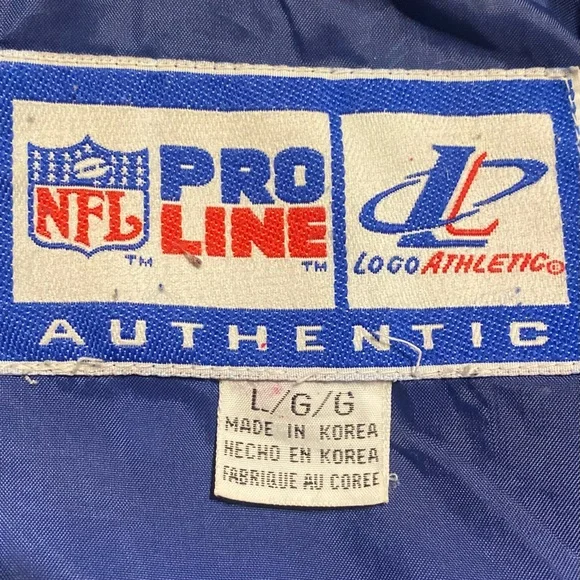 NFL TM
PRO
LINE TM
LOGO ATHLETIC®
AUTHENTIC
L/G/G
MADE IN KOREA
HECHO EN KOREA
FABRIQUE AU COREE